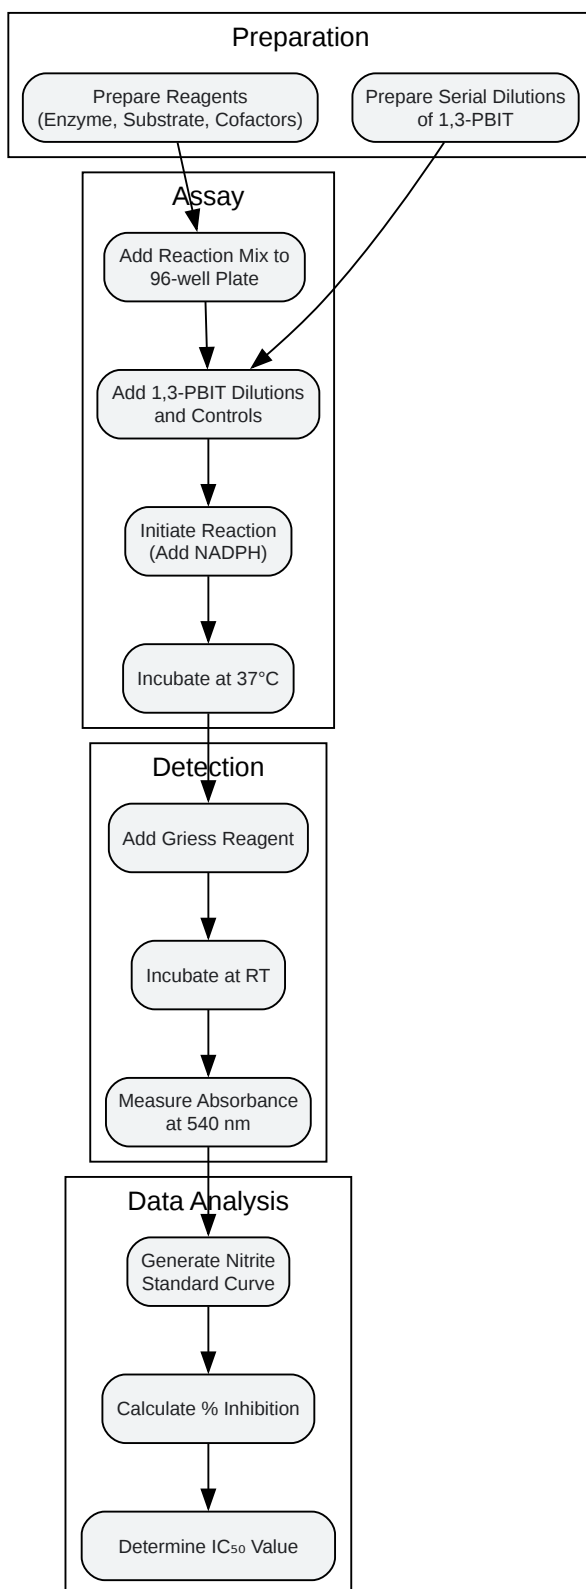 Preparation
Prepare Reagents
(Enzyme, Substrate, Cofactors)
Prepare Serial Dilutions
of 1,3-PBIT
Assay
Add Reaction Mix to
96-well Plate
Add 1,3-PBIT Dilutions
and Controls
Initiate Reaction
(Add NADPH)
Incubate at 37°C
Detection
Add Griess Reagent
Incubate at RT
Measure Absorbance
at 540 nm
Data Analysis
Generate Nitrite
Standard Curve
Calculate % Inhibition
Determine IC₅₀ Value